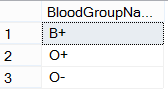 BloodGroupNa...
1 B+
2 O+
3 O-